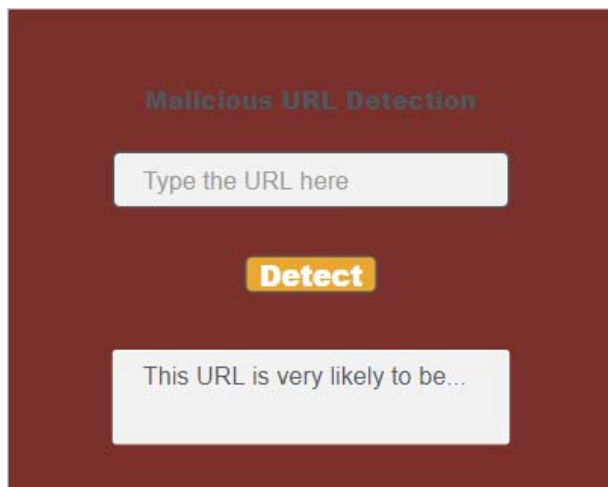 Malicious URL Detection
Type the URL here
Detect
This URL is very likely to be...